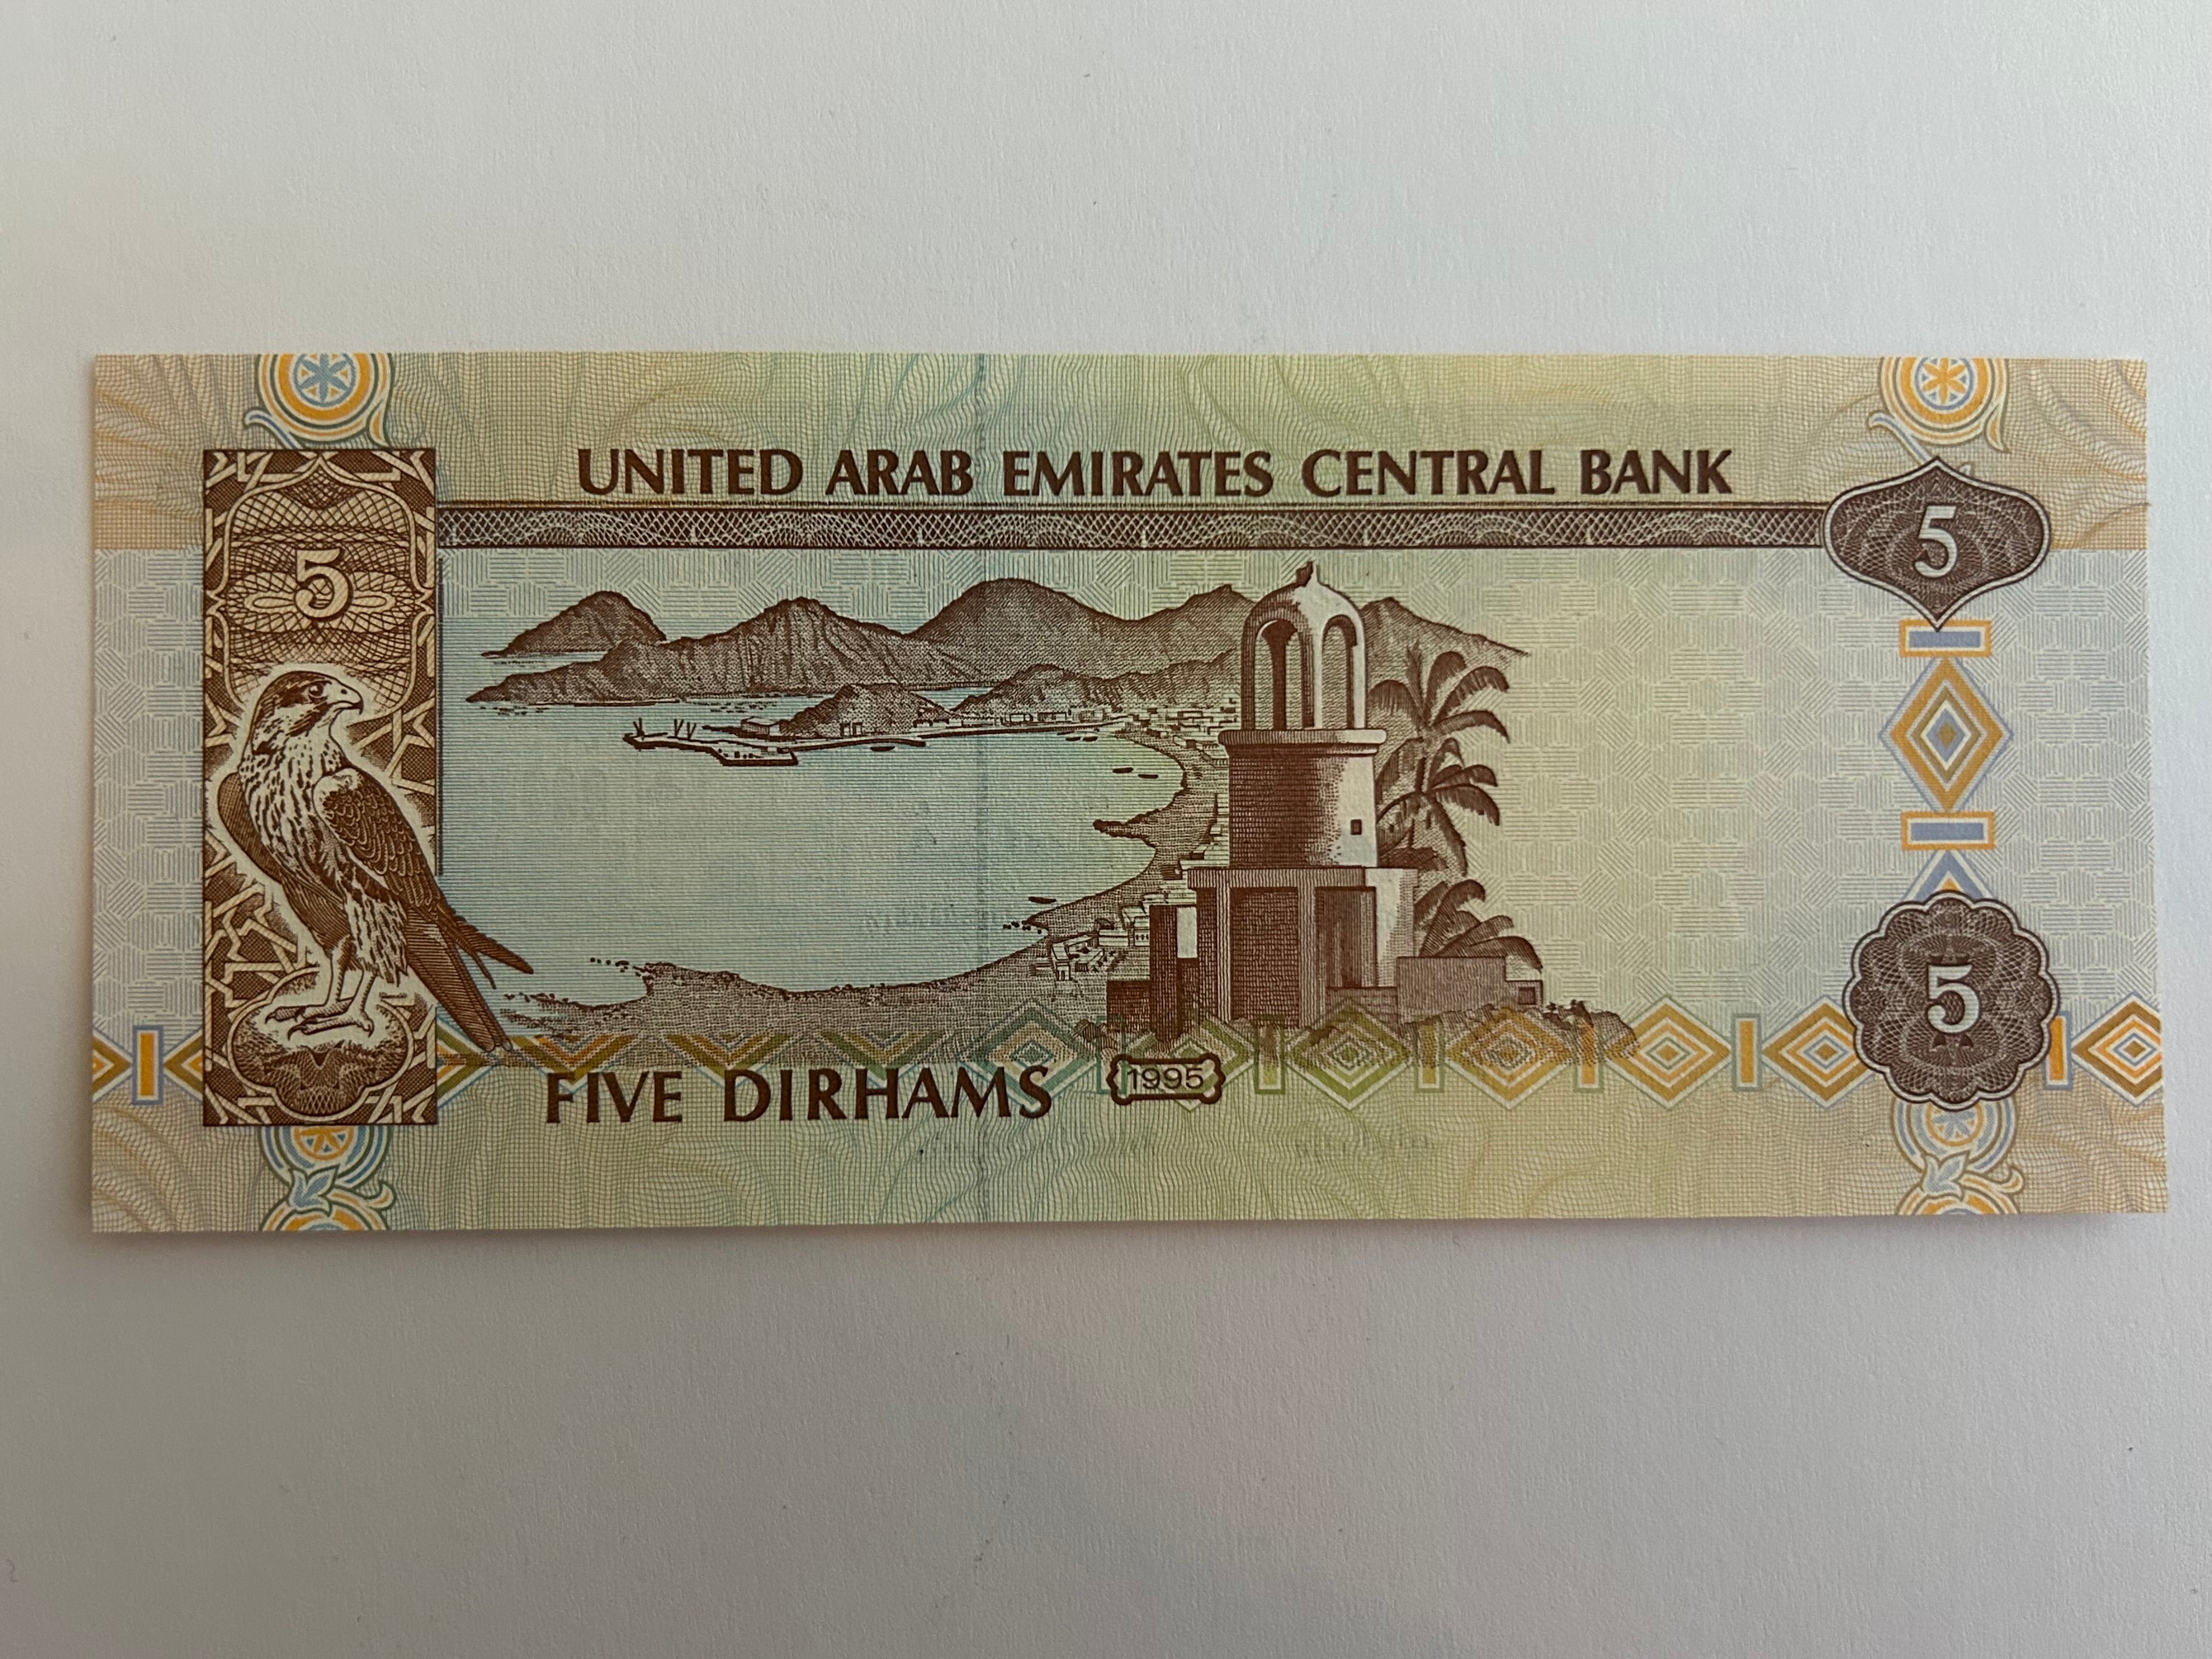 UNITED ARAB EMIRATES CENTRAL BANK
5
5
5
FIVE DIRHAMS
1995